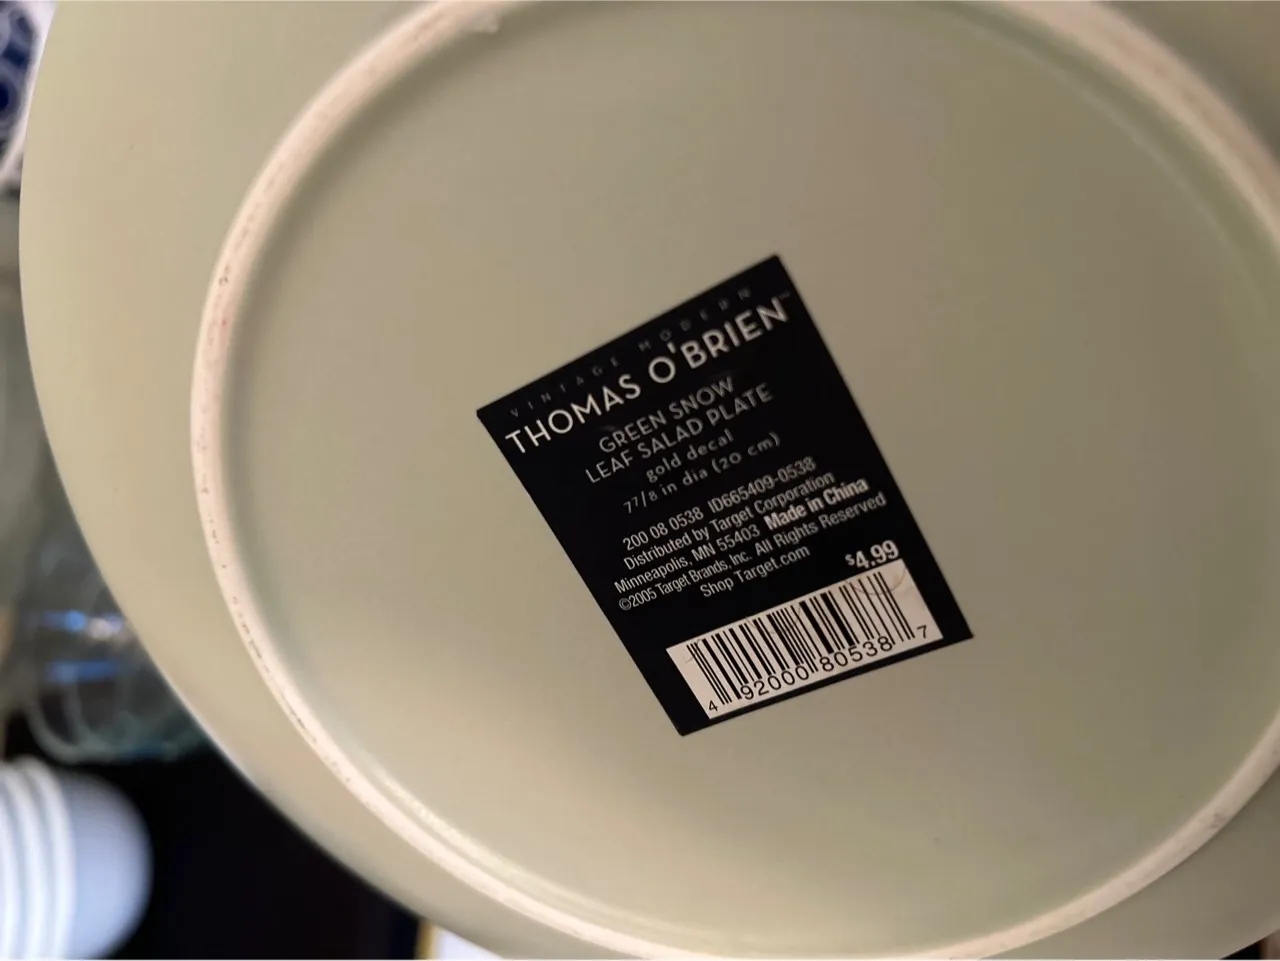 VINTAGE MODERN
THOMAS O'BRIEN™
GREEN SNOW
LEAF SALAD PLATE
gold decal
7 7/8 in dia (20 cm)
200 08 0538 ID665409-0538
Distributed by Target Corporation
Minneapolis, MN 55403 Made in China
©2005 Target Brands, Inc. All Rights Reserved
Shop Target.com
$4.99
4 92000 80538 7